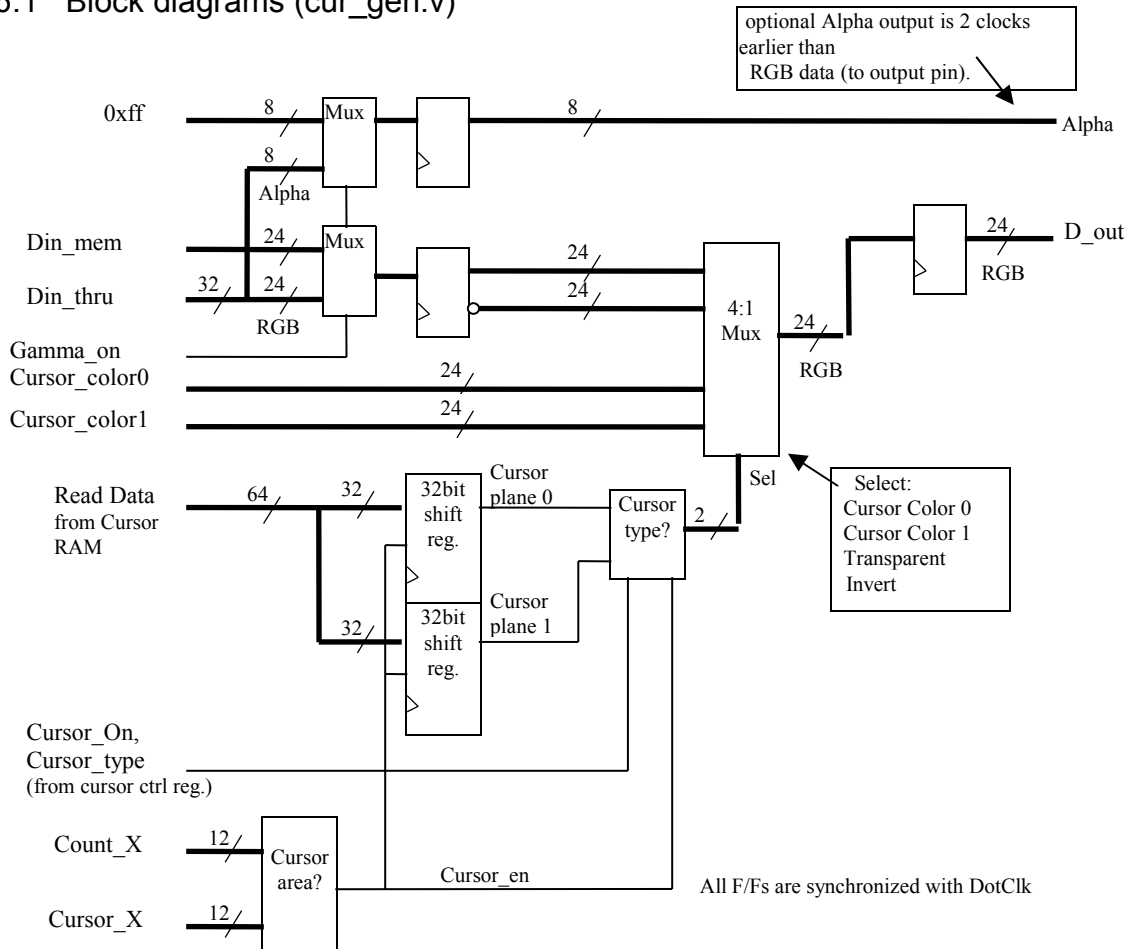 5.1 Block diagrams (cur_gen.v)
optional Alpha output is 2 clocks
earlier than
RGB data (to output pin).
0xff
8
Mux
8
Alpha
8
Alpha
Din_mem
24
Mux
24
24
RGB
D_out
Din_thru
32
24
RGB
24
4:1
Mux
24
RGB
Gamma_on
Cursor_color0
24
Cursor_color1
24
Sel
Select:
Cursor Color 0
Cursor Color 1
Transparent
Invert
Read Data
from Cursor
RAM
64
32
32bit
shift
reg.
Cursor
plane 0
Cursor
type?
2
32
32bit
shift
reg.
Cursor
plane 1
Cursor_On,
Cursor_type
(from cursor ctrl reg.)
Count_X
12
Cursor
area?
Cursor_en
All F/Fs are synchronized with DotClk
Cursor_X
12